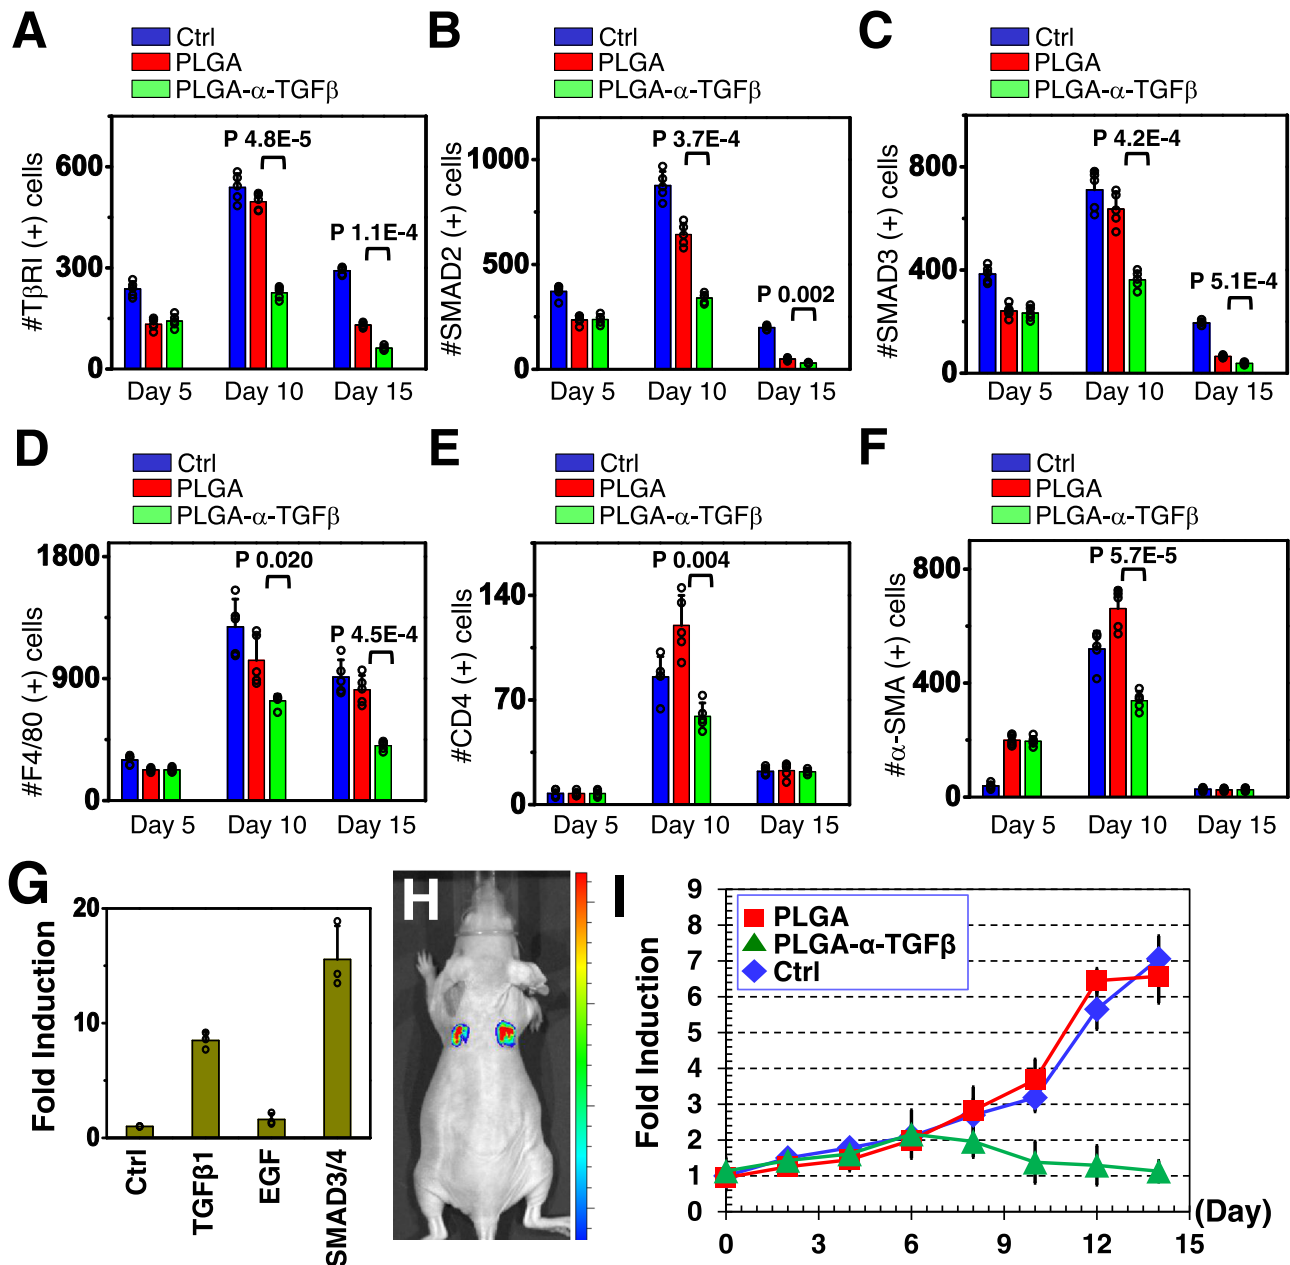 A
Ctrl
PLGA
PLGA-α-TGFβ
#TβRI (+) cells
600
300
0
P 4.8E-5
P 1.1E-4
Day 5 Day 10 Day 15
B
Ctrl
PLGA
PLGA-α-TGFβ
#SMAD2 (+) cells
1000
500
0
P 3.7E-4
P 0.002
Day 5 Day 10 Day 15
C
Ctrl
PLGA
PLGA-α-TGFβ
#SMAD3 (+) cells
800
400
0
P 4.2E-4
P 5.1E-4
Day 5 Day 10 Day 15
D
Ctrl
PLGA
PLGA-α-TGFβ
#F4/80 (+) cells
1800
900
0
P 0.020
P 4.5E-4
Day 5 Day 10 Day 15
E
Ctrl
PLGA
PLGA-α-TGFβ
#CD4 (+) cells
140
70
0
P 0.004
Day 5 Day 10 Day 15
F
Ctrl
PLGA
PLGA-α-TGFβ
#α-SMA (+) cells
800
400
0
P 5.7E-5
Day 5 Day 10 Day 15
G
Fold Induction
20
10
0
Ctrl
TGFβ1
EGF
SMAD3/4
H
I
Fold Induction
9
8
7
6
5
4
3
2
1
0
PLGA
PLGA-α-TGFβ
Ctrl
0 3 6 9 12 15
(Day)